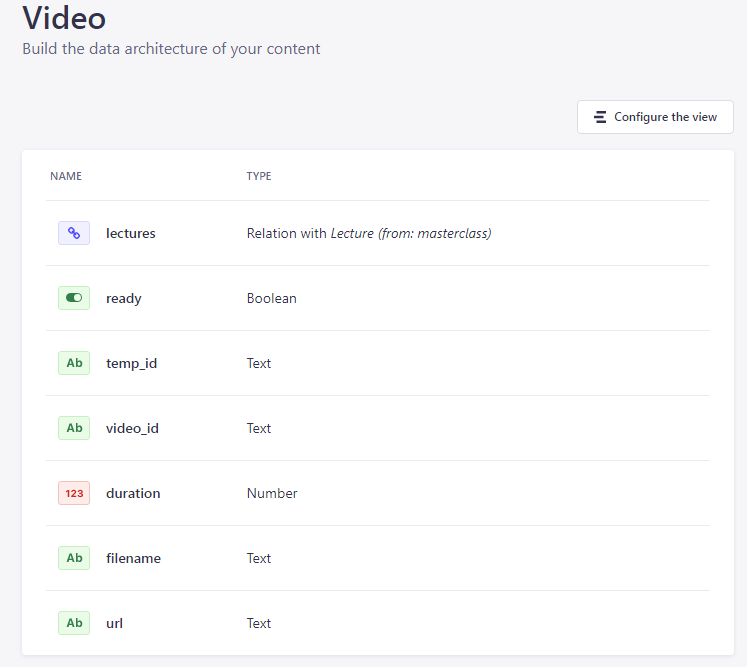 Video
Build the data architecture of your content
Configure the view
NAME TYPE
lectures Relation with Lecture (from: masterclass)
ready Boolean
Ab temp_id Text
Ab video_id Text
123 duration Number
Ab filename Text
Ab url Text